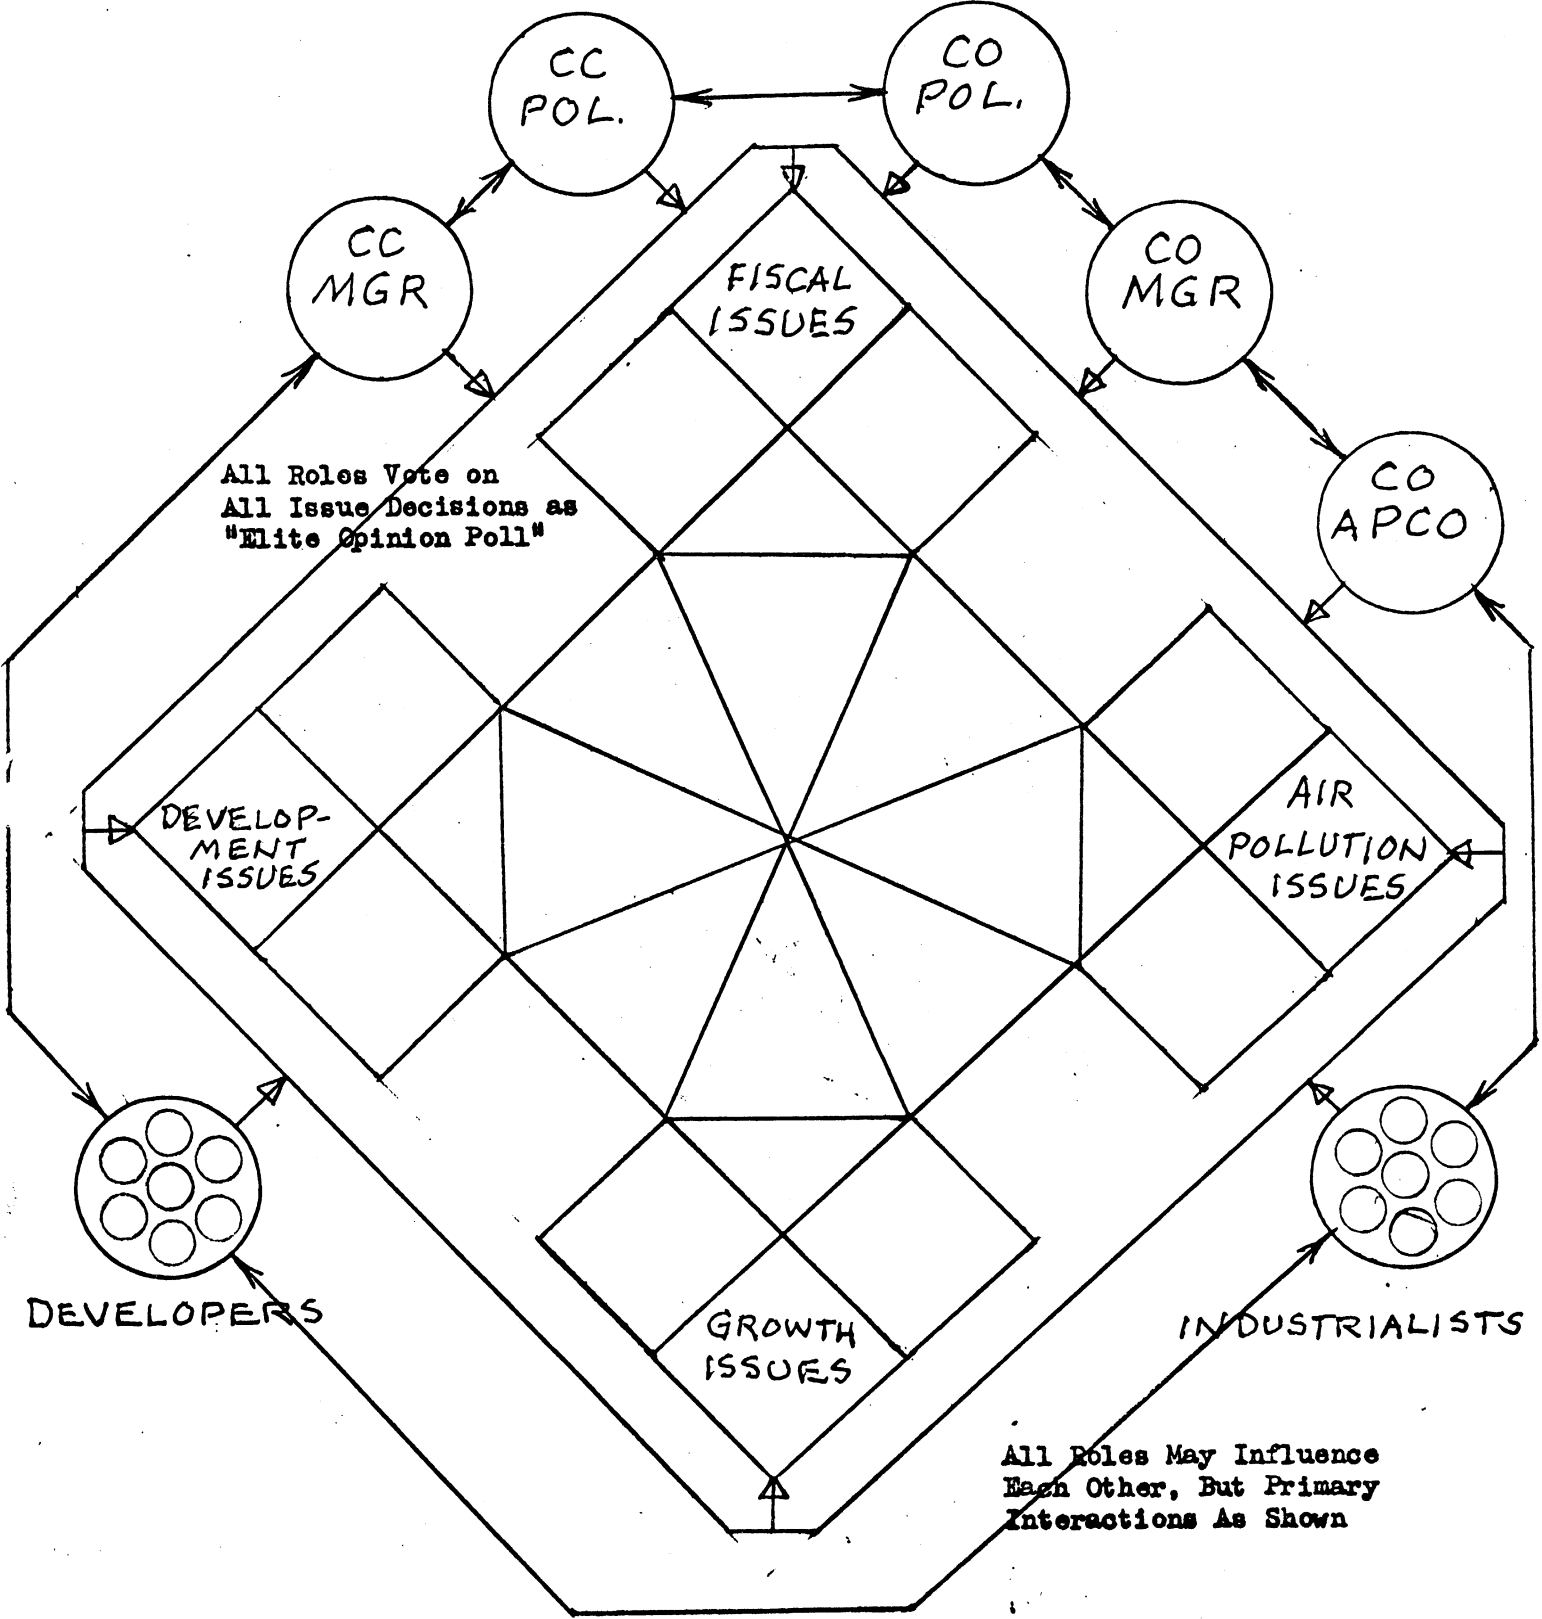 CC
POL.
CO
POL.
CC
MGR
CO
MGR
FISCAL
ISSUES
CO
APCO
All Roles Vote on
All Issue Decisions as
"Elite Opinion Poll"
DEVELOP-
MENT
ISSUES
AIR
POLLUTION
ISSUES
DEVELOPERS
INDUSTRIALISTS
GROWTH
ISSUES
All Roles May Influence
Each Other, But Primary
Interactions As Shown